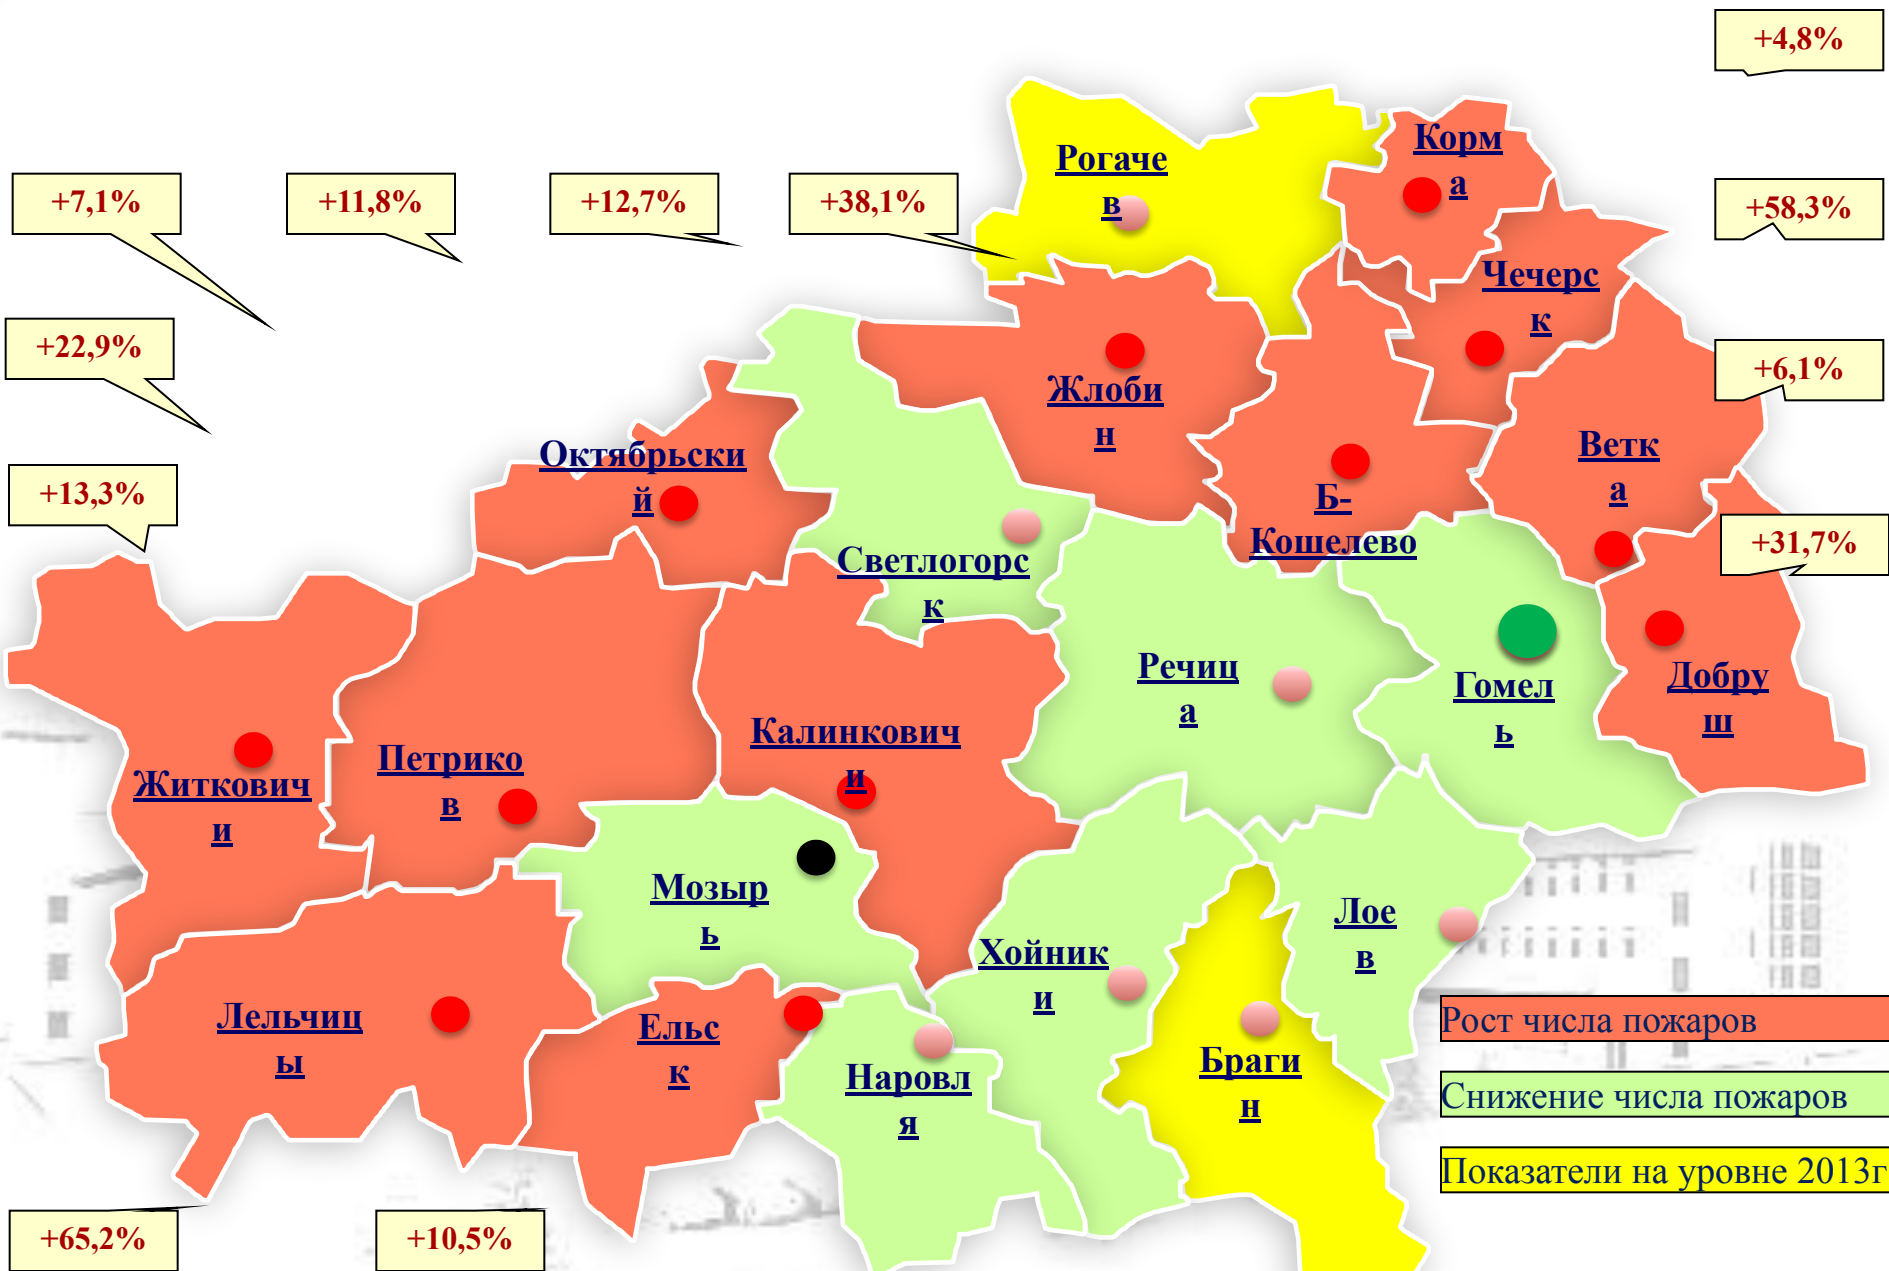 +4,8%
Корм
а
Рогаче
в
+7,1%
+11,8%
+12,7%
+38,1%
+58,3%
Чечерс
к
+22,9%
+6,1%
Жлоби
н
Ветк
а
Октябрьски
й
+13,3%
Б-
Кошелево
+31,7%
Светлогорс
к
Речиц
а
Гомел
ь
Добру
ш
Калинкович
и
Петрико
в
Житкович
и
Мозыр
ь
Лое
в
Хойник
и
Лельчиц
ы
Ельс
к
Наровл
я
Браги
н
Рост числа пожаров
Снижение числа пожаров
Показатели на уровне 2013г
+65,2%
+10,5%